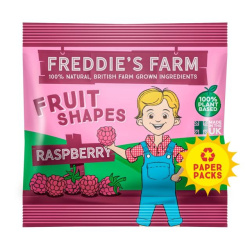 FREDDIE'S FARM
100% NATURAL, BRITISH FARM GROWN INGREDIENTS
FRUIT
SHAPES
100%
PLANT
BASED
RASPBERRY
UK
PAPER
PACKS